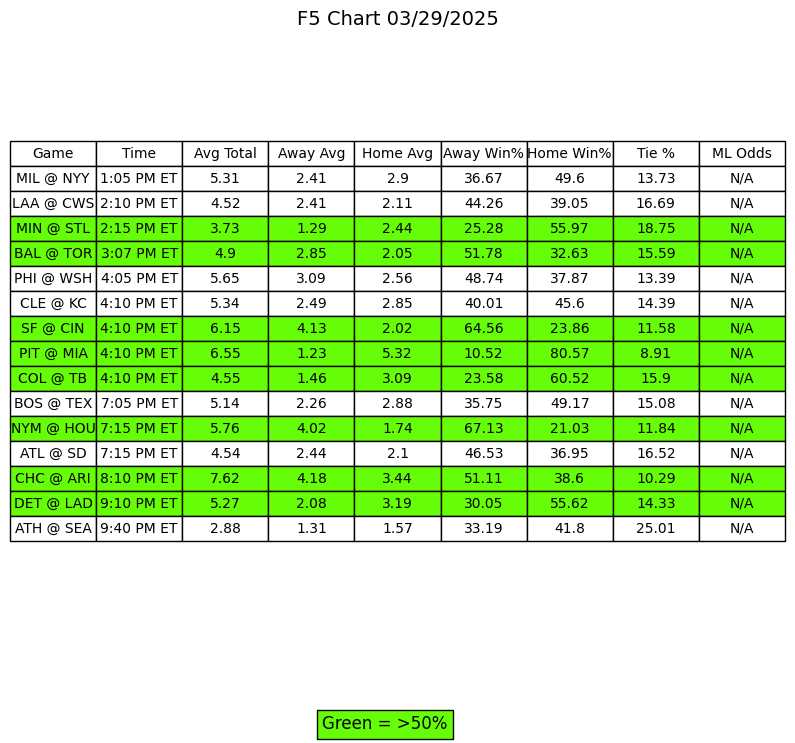 F5 Chart 03/29/2025
Game Time Avg Total Away Avg Home Avg Away Win% Home Win% Tie % ML Odds
MIL @ NYY 1:05 PM ET 5.31 2.41 2.9 36.67 49.6 13.73 N/A
LAA @ CWS 2:10 PM ET 4.52 2.41 2.11 44.26 39.05 16.69 N/A
MIN @ STL 2:15 PM ET 3.73 1.29 2.44 25.28 55.97 18.75 N/A
BAL @ TOR 3:07 PM ET 4.9 2.85 2.05 51.78 32.63 15.59 N/A
PHI @ WSH 4:05 PM ET 5.65 3.09 2.56 48.74 37.87 13.39 N/A
CLE @ KC 4:10 PM ET 5.34 2.49 2.85 40.01 45.6 14.39 N/A
SF @ CIN 4:10 PM ET 6.15 4.13 2.02 64.56 23.86 11.58 N/A
PIT @ MIA 4:10 PM ET 6.55 1.23 5.32 10.52 80.57 8.91 N/A
COL @ TB 4:10 PM ET 4.55 1.46 3.09 23.58 60.52 15.9 N/A
BOS @ TEX 7:05 PM ET 5.14 2.26 2.88 35.75 49.17 15.08 N/A
NYM @ HOU 7:15 PM ET 5.76 4.02 1.74 67.13 21.03 11.84 N/A
ATL @ SD 7:15 PM ET 4.54 2.44 2.1 46.53 36.95 16.52 N/A
CHC @ ARI 8:10 PM ET 7.62 4.18 3.44 51.11 38.6 10.29 N/A
DET @ LAD 9:10 PM ET 5.27 2.08 3.19 30.05 55.62 14.33 N/A
ATH @ SEA 9:40 PM ET 2.88 1.31 1.57 33.19 41.8 25.01 N/A
Green = >50%